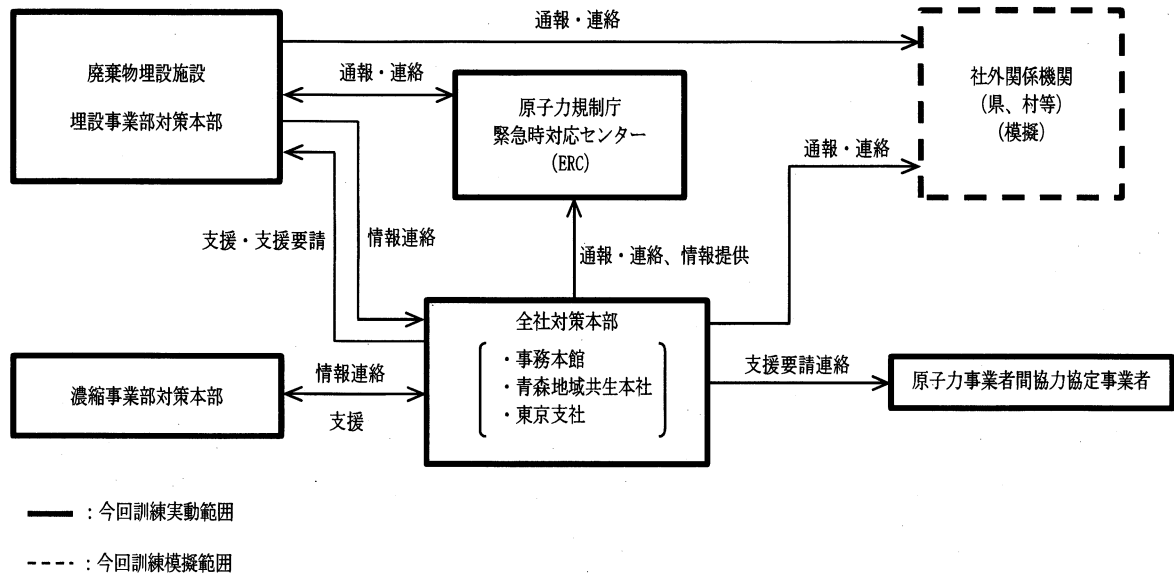 通報・連絡
廃棄物埋設施設
埋設事業部対策本部
通報・連絡
原子力規制庁
緊急時対応センター
(ERC)
社外関係機関
(県、村等)
(模擬)
通報・連絡
支援・支援要請
情報連絡
通報・連絡、情報提供
全社対策本部
・事務本館
・青森地域共生本社
・東京支社
濃縮事業部対策本部
情報連絡
支援
支援要請連絡
原子力事業者間協力協定事業者
:今回訓練実動範囲
:今回訓練模擬範囲